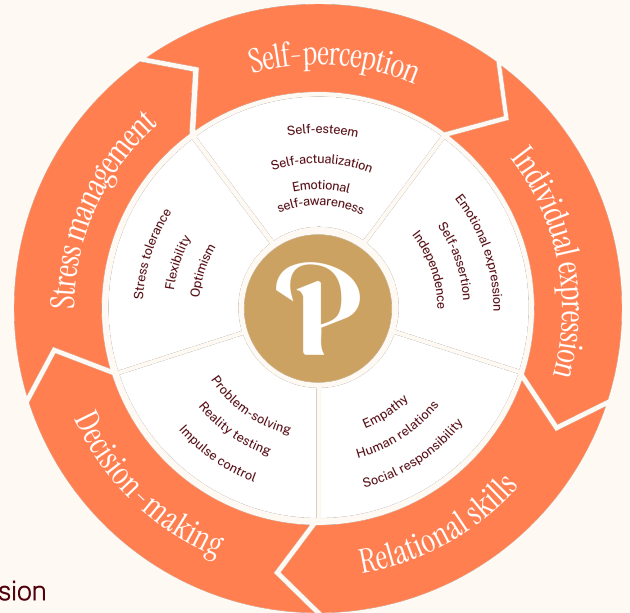 Self-perception
Self-esteem
Self-actualization
Emotional
self-awareness
Individual expression
Emotional expression
Self-assertion
Independence
Relational skills
Empathy
Human relations
Social responsibility
Decision-making
Problem-solving
Reality testing
Impulse control
Stress management
Stress tolerance
Flexibility
Optimism
P
sion